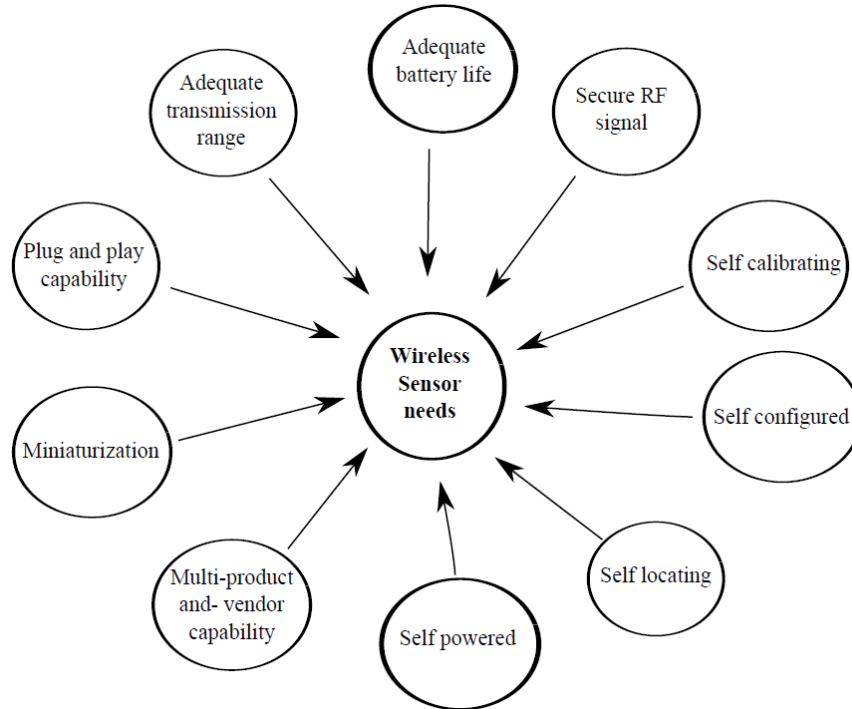 Adequate
battery life
Adequate
transmission
range
Secure RF
signal
Plug and play
capability
Self calibrating
Wireless
Sensor
needs
Self configured
Miniaturization
Multi-product
and- vendor
capability
Self locating
Self powered